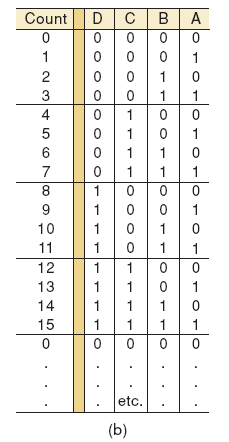 Count D C B A
0 0 0 0 0
1 0 0 0 1
2 0 0 1 0
3 0 0 1 1
4 0 1 0 0
5 0 1 0 1
6 0 1 1 0
7 0 1 1 1
8 1 0 0 0
9 1 0 0 1
10 1 0 1 0
11 1 0 1 1
12 1 1 0 0
13 1 1 0 1
14 1 1 1 0
15 1 1 1 1
0 0 0 0 0
. . . . .
. . . . .
. . etc. . .
(b)